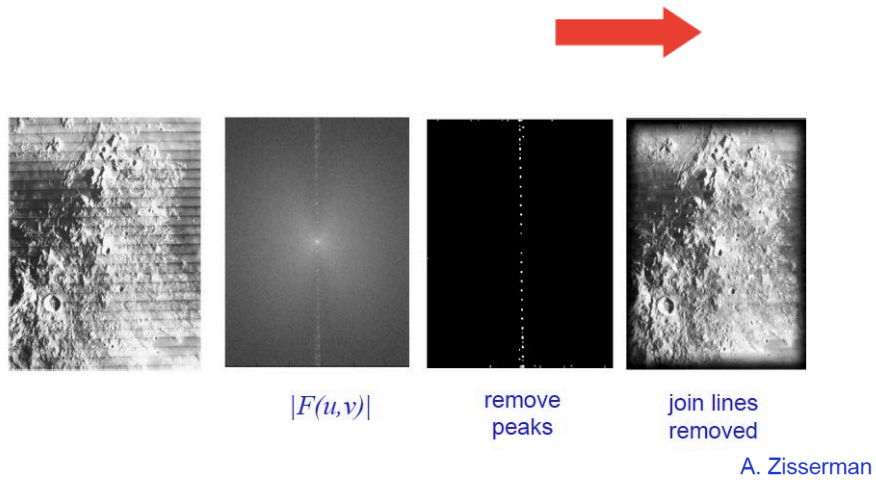 |F(u,v)|
remove
peaks
join lines
removed
A. Zisserman